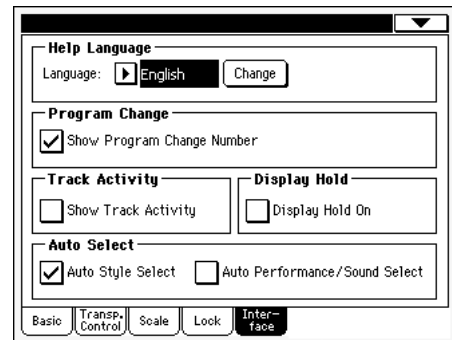 Help Language
Language: English Change
Program Change
Show Program Change Number
Track Activity Display Hold
Show Track Activity Display Hold On
Auto Select
Auto Style Select Auto Performance/Sound Select
Basic Transp. Control Scale Lock Inter-face